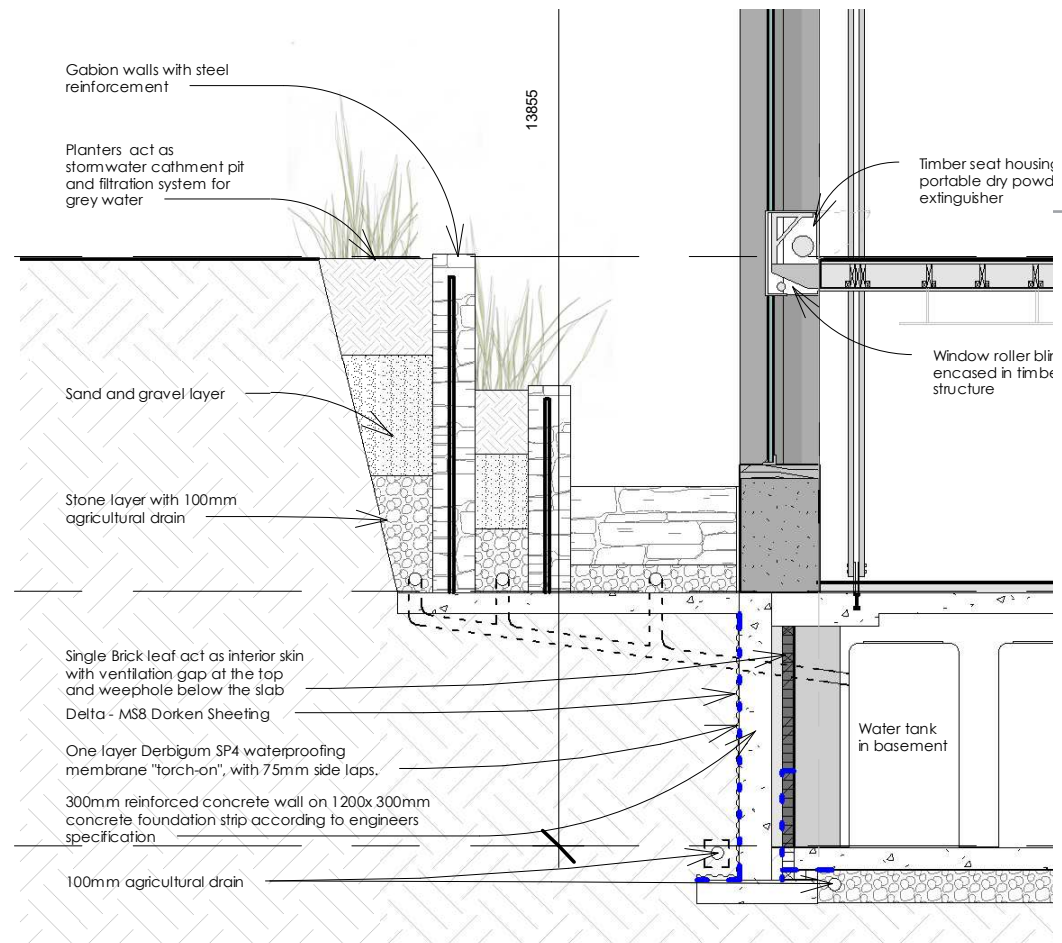 Gabion walls with steel
reinforcement
Planters act as
stormwater cathment pit
and filtration system for
grey water
Sand and gravel layer
Stone layer with 100mm
agricultural drain
Single Brick leaf act as interior skin
with ventilation gap at the top
and weephole below the slab
Delta - MS8 Dorken Sheeting
One layer Derbigum SP4 waterproofing
membrane "torch-on", with 75mm side laps.
300mm reinforced concrete wall on 1200x 300mm
concrete foundation strip according to engineers
specification
100mm agricultural drain
13855
Timber seat housing
portable dry powd
extinguisher
Window roller blin
encased in timbe
structure
Water tank
in basement